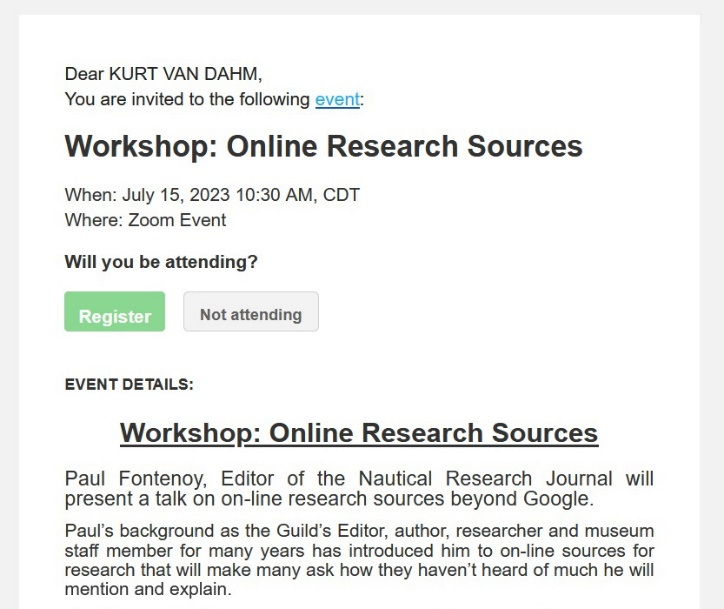 Dear KURT VAN DAHM,
You are invited to the following event:
Workshop: Online Research Sources
When: July 15, 2023 10:30 AM, CDT
Where: Zoom Event
Will you be attending?
Register
Not attending
EVENT DETAILS:
Workshop: Online Research Sources
Paul Fontenoy, Editor of the Nautical Research Journal will
present a talk on on-line research sources beyond Google.
Paul's background as the Guild's Editor, author, researcher and museum
staff member for many years has introduced him to on-line sources for
research that will make many ask how they haven't heard of much he will
mention and explain.